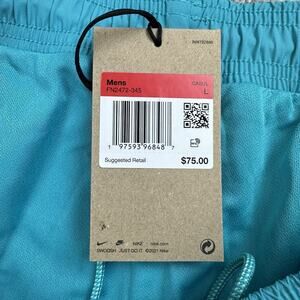 Mens
FN2472-345
L
1 97593 96848 7
Suggested Retail
$75.00
NIKE
nike.com
SWOOSH JUST DO IT ©2021 Nike